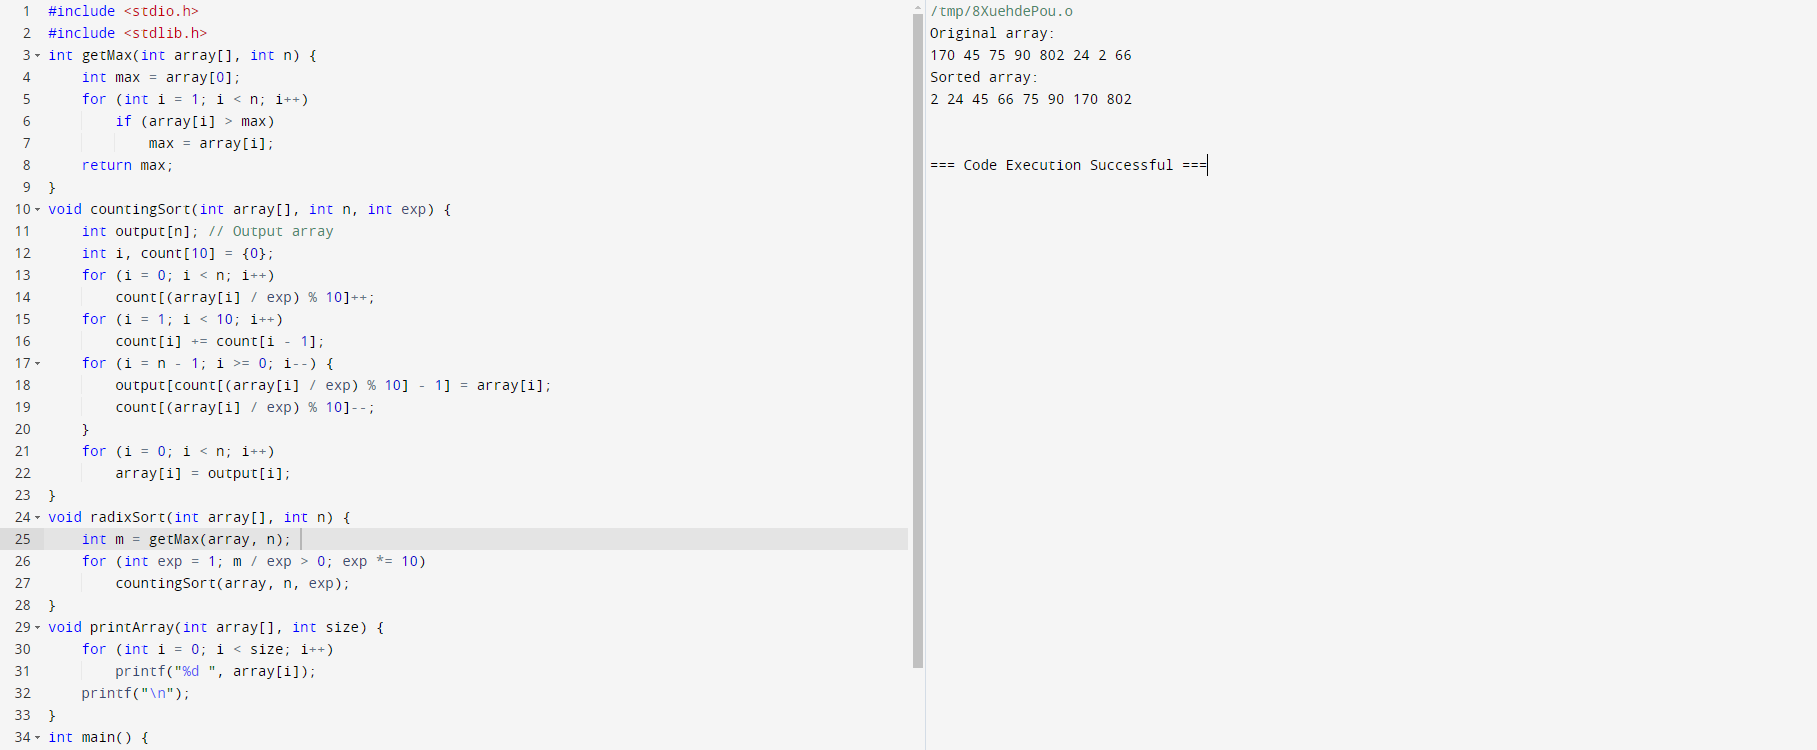 1 #include <stdio.h>
2 #include <stdlib.h>
3 int getMax(int array[], int n) {
4     int max = array[0];
5     for (int i = 1; i < n; i++)
6         if (array[i] > max)
7             max = array[i];
8     return max;
9 }
10 void countingSort(int array[], int n, int exp) {
11     int output[n]; // Output array
12     int i, count[10] = {0};
13     for (i = 0; i < n; i++)
14         count[(array[i] / exp) % 10]++;
15     for (i = 1; i < 10; i++)
16         count[i] += count[i - 1];
17     for (i = n - 1; i >= 0; i--) {
18         output[count[(array[i] / exp) % 10] - 1] = array[i];
19         count[(array[i] / exp) % 10]--;
20     }
21     for (i = 0; i < n; i++)
22         array[i] = output[i];
23 }
24 void radixSort(int array[], int n) {
25     int m = getMax(array, n);
26     for (int exp = 1; m / exp > 0; exp *= 10)
27         countingSort(array, n, exp);
28 }
29 void printArray(int array[], int size) {
30     for (int i = 0; i < size; i++)
31         printf("%d ", array[i]);
32     printf("\n");
33 }
34 int main() {
/tmp/8XuehdePou.o
Original array:
170 45 75 90 802 24 2 66
Sorted array:
2 24 45 66 75 90 170 802
=== Code Execution Successful ===